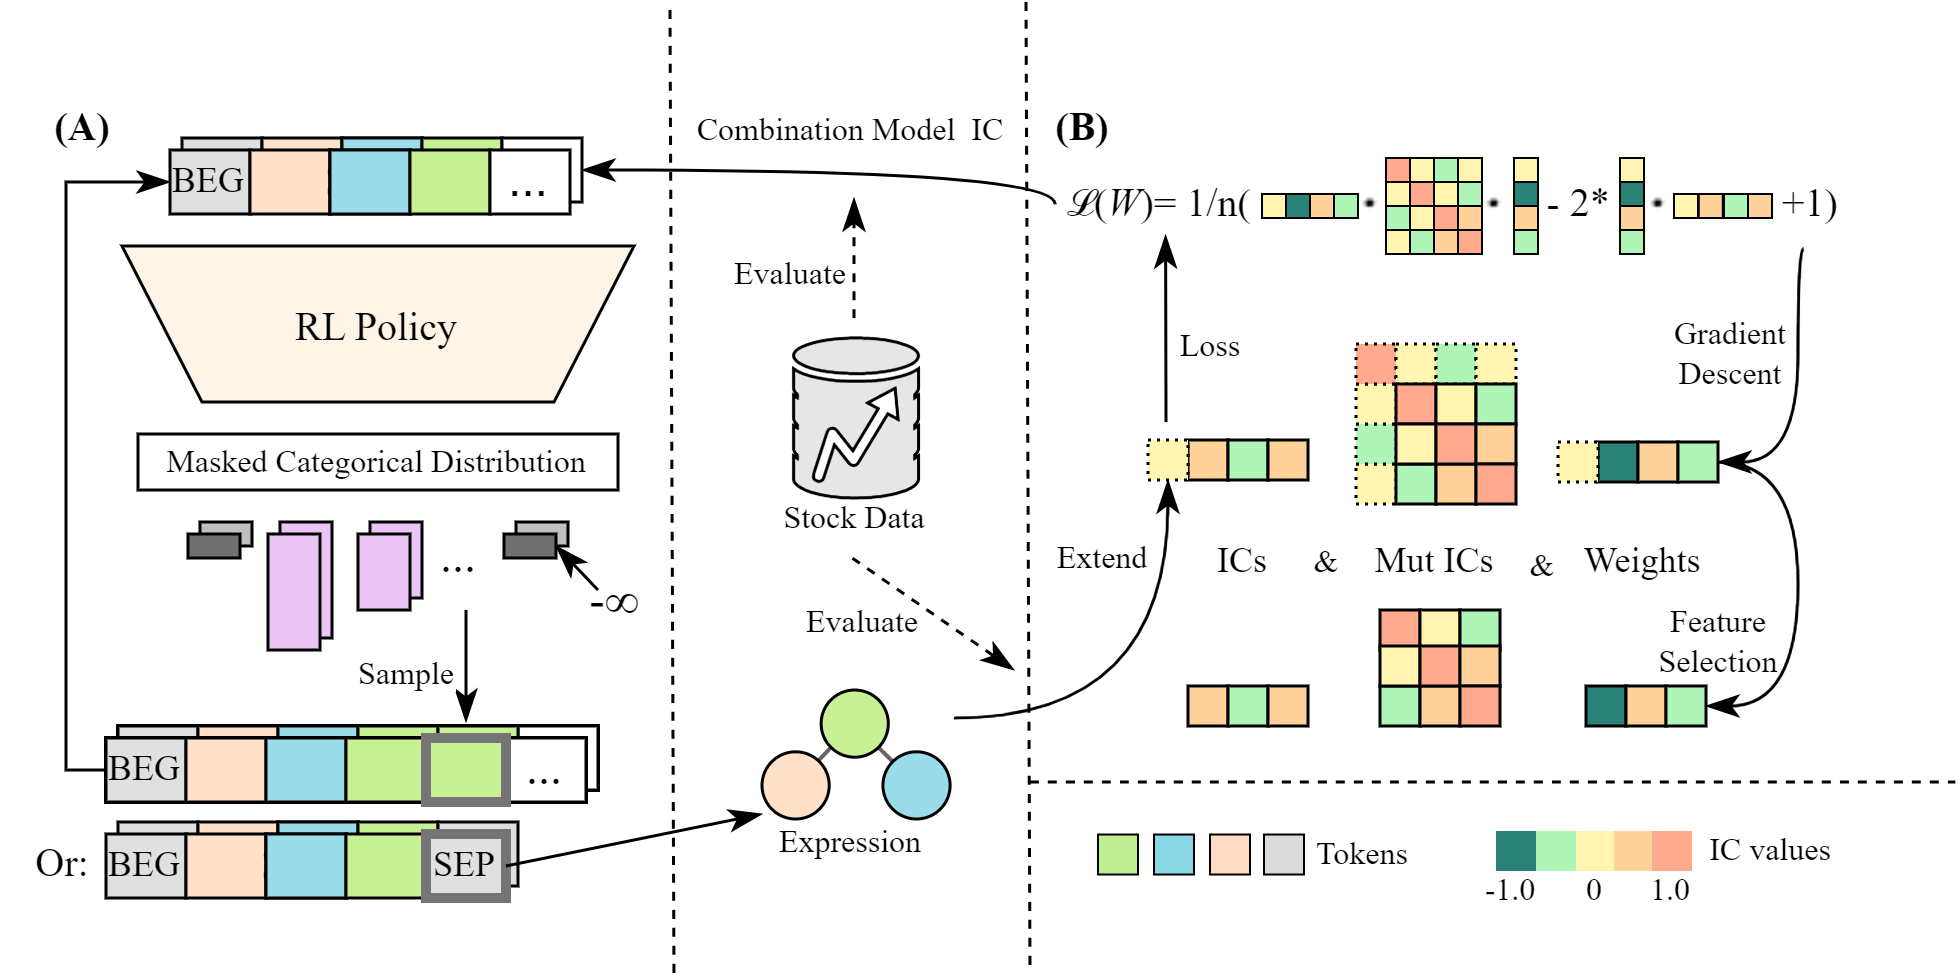 (A)
BEG
...
RL Policy
Masked Categorical Distribution
...
-∞
Sample
BEG
...
Or:
BEG
SEP
Combination Model IC
Evaluate
Stock Data
Evaluate
Expression
(B)
ℒ(W)= 1/n( · · - 2* · +1)
Loss
Gradient
Descent
Extend
ICs & Mut ICs & Weights
Feature
Selection
Tokens
IC values
-1.0 0 1.0